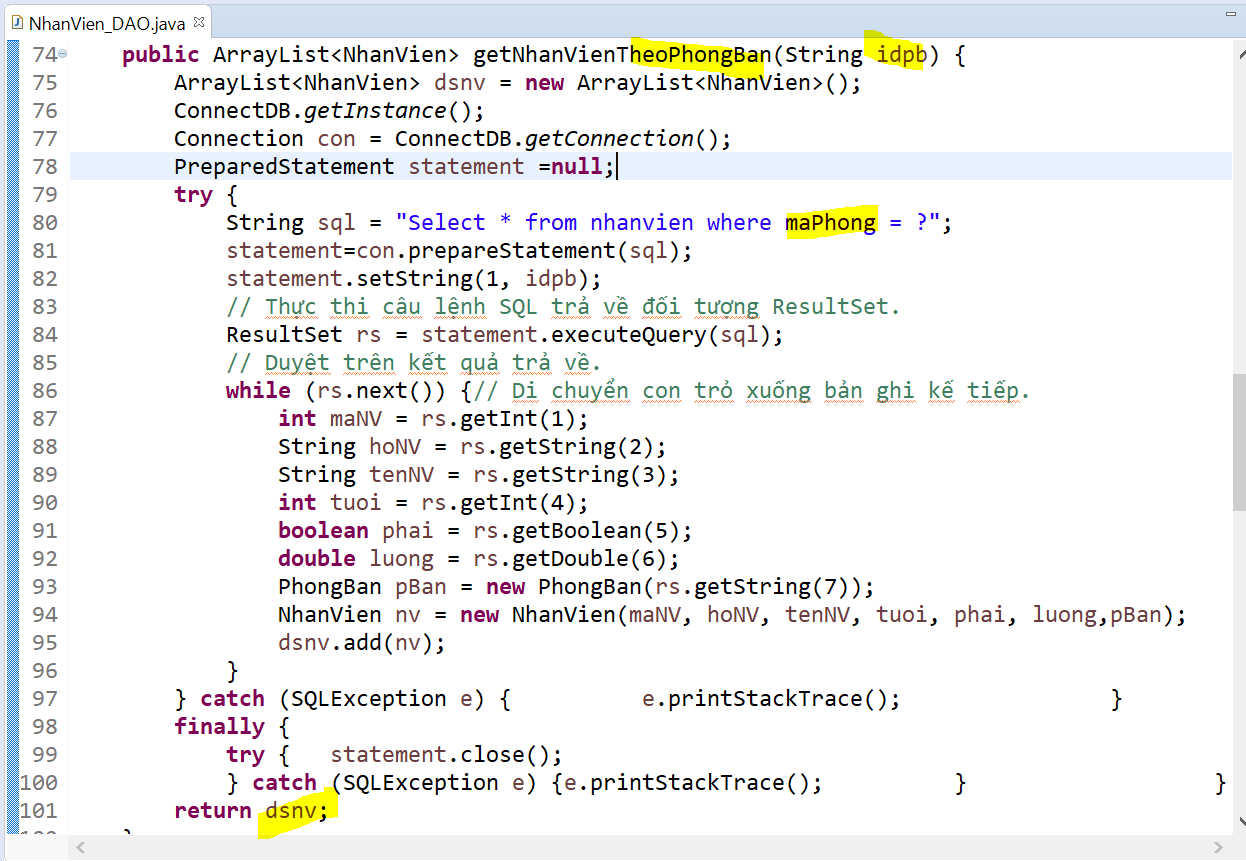 NhanVien_DAO.java
74 public ArrayList<NhanVien> getNhanVienTheoPhongBan(String idpb) {
75 ArrayList<NhanVien> dsnv = new ArrayList<NhanVien>();
76 ConnectDB.getInstance();
77 Connection con = ConnectDB.getConnection();
78 PreparedStatement statement =null;
79 try {
80 String sql = "Select * from nhanvien where maPhong = ?";
81 statement=con.prepareStatement(sql);
82 statement.setString(1, idpb);
83 // Thực thi câu lệnh SQL trả về đối tượng ResultSet.
84 ResultSet rs = statement.executeQuery(sql);
85 // Duyệt trên kết quả trả về.
86 while (rs.next()) {// Di chuyển con trỏ xuống bản ghi kế tiếp.
87 int maNV = rs.getInt(1);
88 String hoNV = rs.getString(2);
89 String tenNV = rs.getString(3);
90 int tuoi = rs.getInt(4);
91 boolean phai = rs.getBoolean(5);
92 double luong = rs.getDouble(6);
93 PhongBan pBan = new PhongBan(rs.getString(7));
94 NhanVien nv = new NhanVien(maNV, hoNV, tenNV, tuoi, phai, luong,pBan);
95 dsnv.add(nv);
96 }
97 } catch (SQLException e) { e.printStackTrace(); }
98 finally {
99 try { statement.close();
100 } catch (SQLException e) {e.printStackTrace(); } }
101 return dsnv;